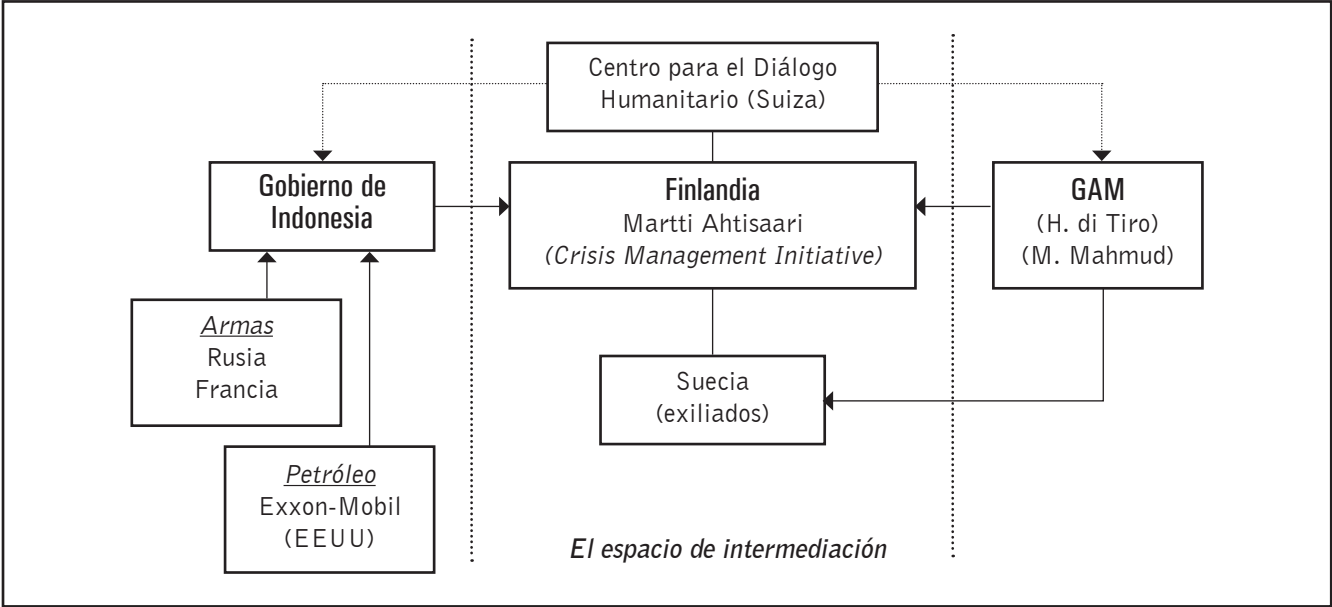 Centro para el Diálogo
Humanitario (Suiza)
Gobierno de
Indonesia
Finlandia
Martti Ahtisaari
(Crisis Management Initiative)
GAM
(H. di Tiro)
(M. Mahmud)
Armas
Rusia
Francia
Suecia
(exiliados)
Petróleo
Exxon-Mobil
(EEUU)
El espacio de intermediación